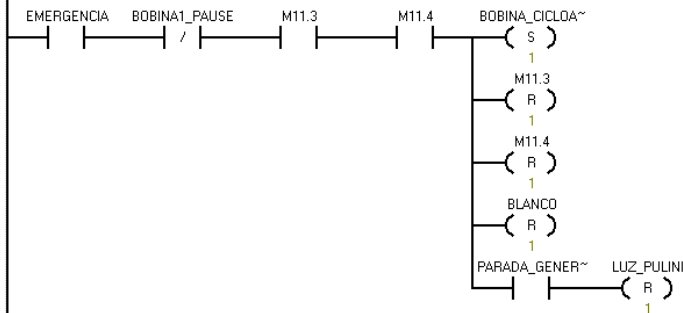 EMERGENCIA BOBINA1_PAUSE M11.3 M11.4 BOBINA_CICLOA~
/ S
1
M11.3
R
1
M11.4
R
1
BLANCO
R
1
PARADA_GENER~ LUZ_PULINI
R
1